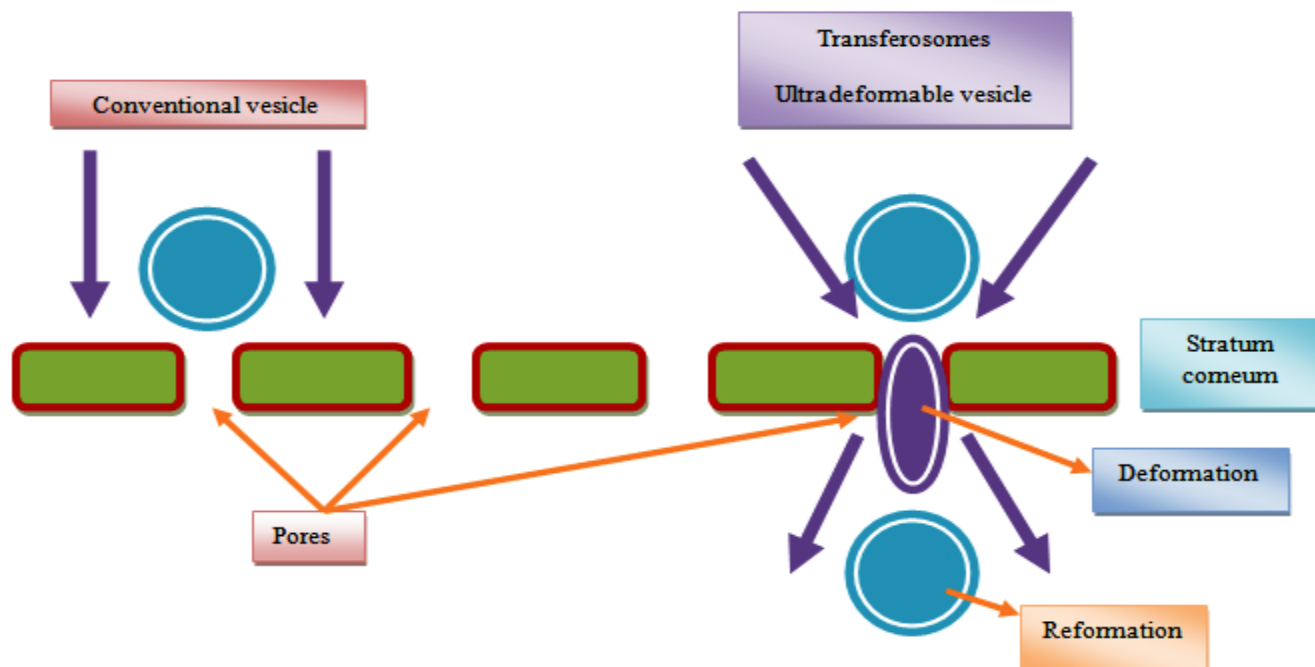 Transferosomes
Ultradeformable vesicle
Conventional vesicle
Stratum
corneum
Deformation
Pores
Reformation